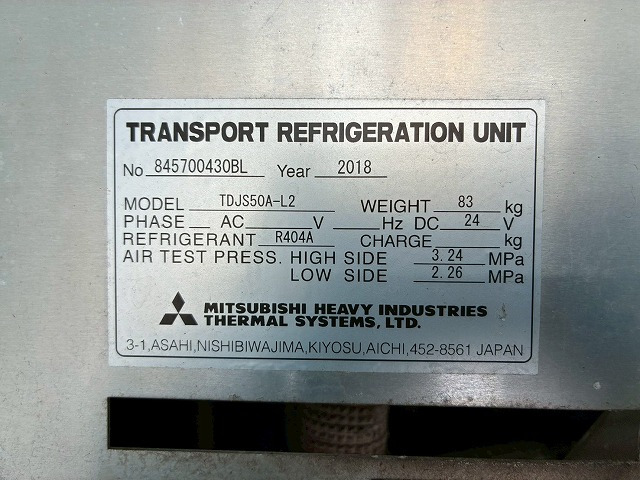 TRANSPORT REFRIGERATION UNIT
No 845700430BL Year 2018
MODEL TDJS50A-L2 WEIGHT 83 kg
PHASE AC V Hz DC 24 V
REFRIGERANT R404A CHARGE kg
AIR TEST PRESS. HIGH SIDE 3.24 MPa
LOW SIDE 2.26 MPa
MITSUBISHI HEAVY INDUSTRIES
THERMAL SYSTEMS, LTD.
3-1,ASAHI,NISHIBIWAJIMA,KIYOSU,AICHI,452-8561 JAPAN